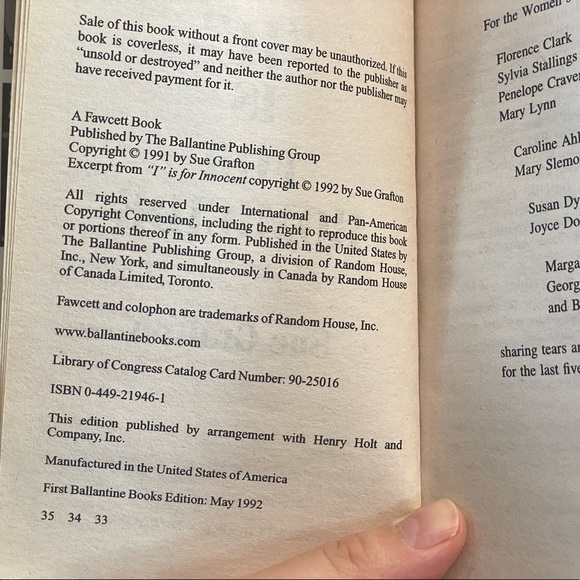 Sale of this book without a front cover may be unauthorized. If this
book is coverless, it may have been reported to the publisher as
"unsold or destroyed" and neither the author nor the publisher may
have received payment for it.
A Fawcett Book
Published by The Ballantine Publishing Group
Copyright © 1991 by Sue Grafton
Excerpt from "I" is for Innocent copyright © 1992 by Sue Grafton
All rights reserved under International and Pan-American
Copyright Conventions, including the right to reproduce this book
or portions thereof in any form. Published in the United States by
The Ballantine Publishing Group, a division of Random House,
Inc., New York, and simultaneously in Canada by Random House
of Canada Limited, Toronto.
Fawcett and colophon are trademarks of Random House, Inc.
www.ballantinebooks.com
Library of Congress Catalog Card Number: 90-25016
ISBN 0-449-21946-1
This edition published by arrangement with Henry Holt and
Company, Inc.
Manufactured in the United States of America
First Ballantine Books Edition: May 1992
35 34 33
For the Women's
Florence Clark
Sylvia Stallings
Penelope
Mary Lynn
Caroline
Mary
Susan
Joyce
and
sharing tears
for the last five